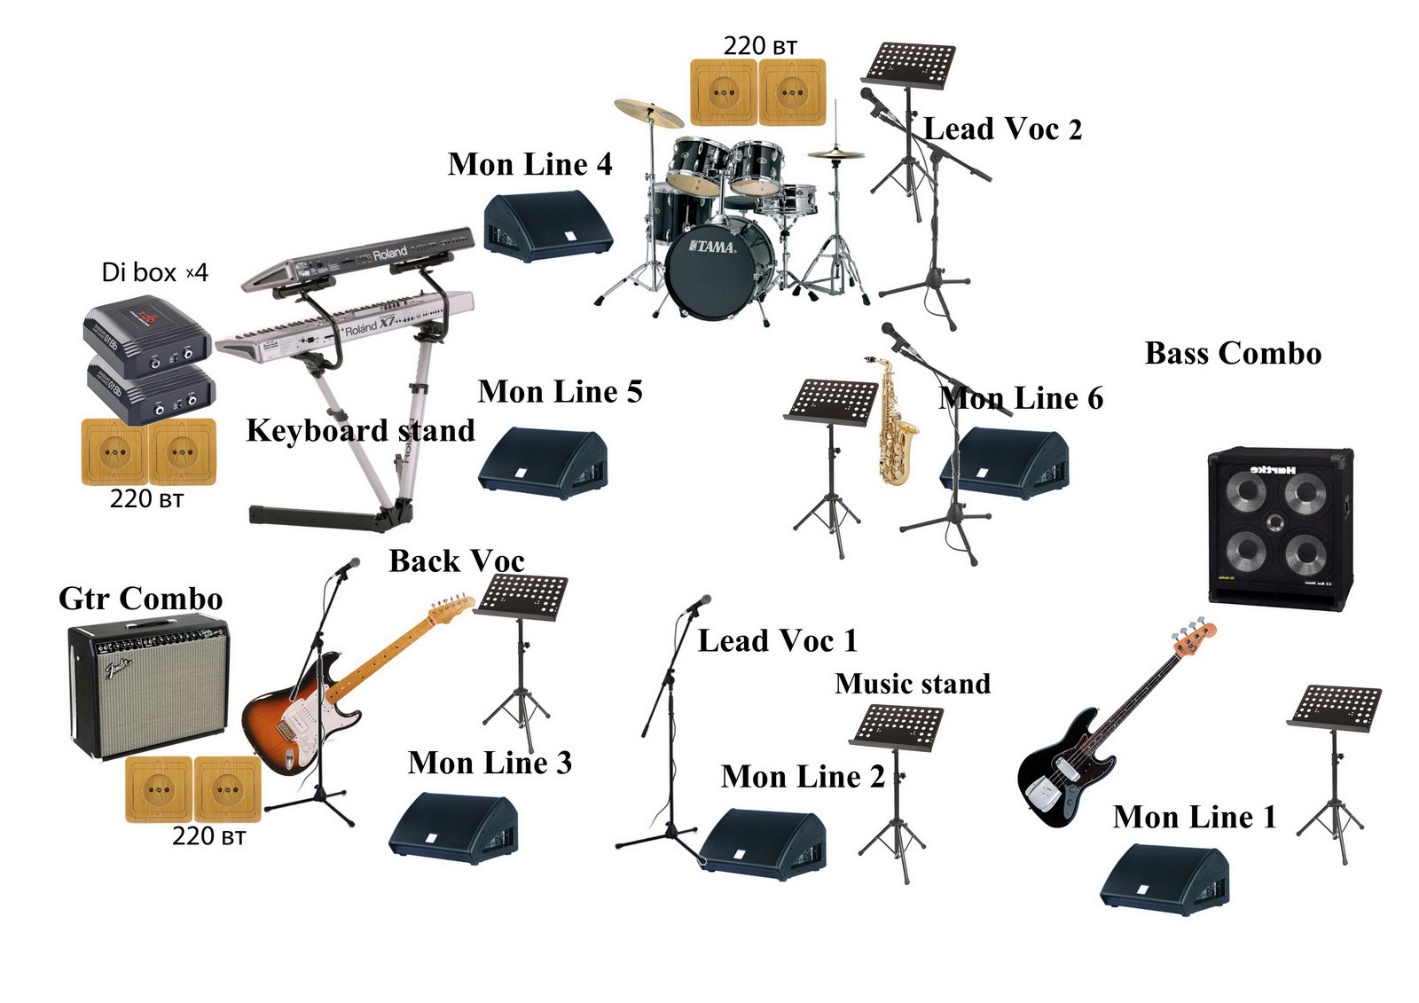 220 вт
Lead Voc 2
Mon Line 4
TAMA
Di box ×4
Roland
Roland X7
Bass Combo
Mon Line 5
Mon Line 6
Keyboard stand
Hartke
220 вт
Back Voc
Gtr Combo
Fender
Lead Voc 1
Music stand
Mon Line 3
Mon Line 2
Mon Line 1
220 вт